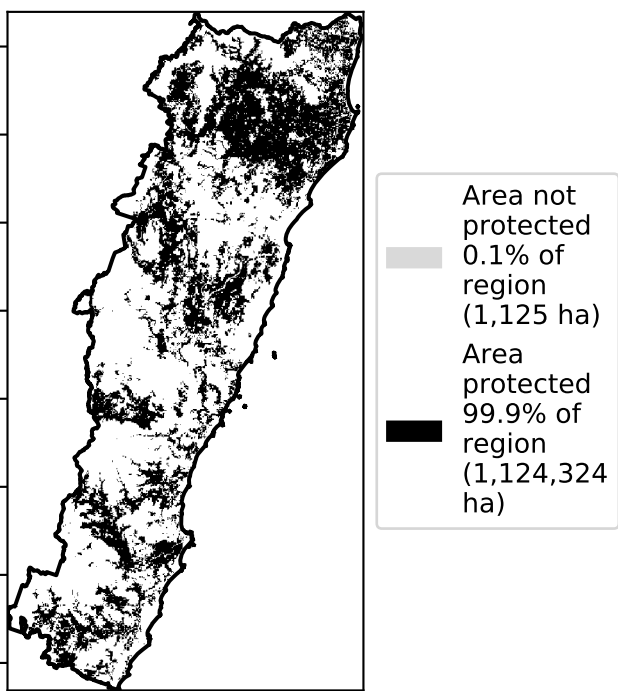 Area not
protected
0.1% of
region
(1,125 ha)
Area
protected
99.9% of
region
(1,124,324
ha)